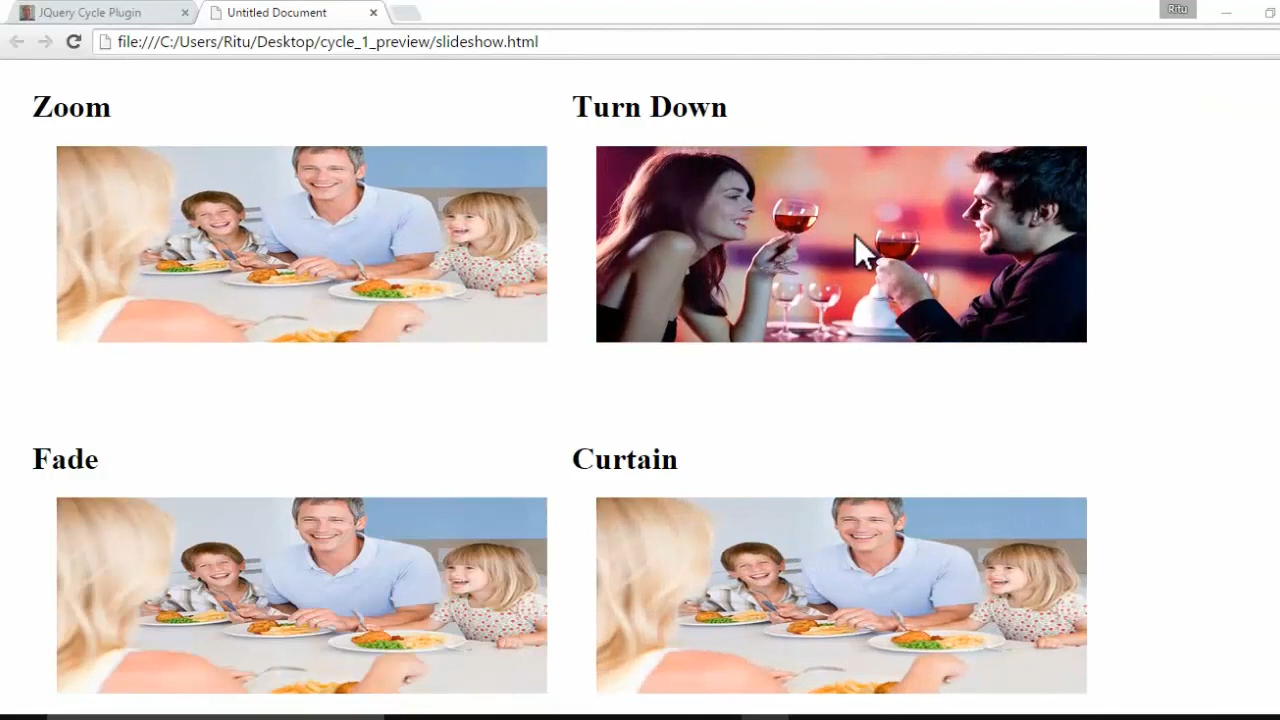 JQuery Cycle Plugin
Untitled Document
Ritu
file:///C:/Users/Ritu/Desktop/cycle_1_preview/slideshow.html
Zoom
Turn Down
Fade
Curtain